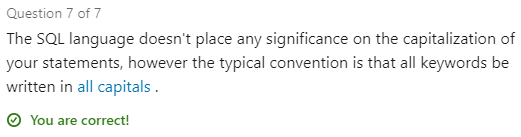 Question 7 of 7
The SQL language doesn't place any significance on the capitalization of
your statements, however the typical convention is that all keywords be
written in all capitals .
You are correct!